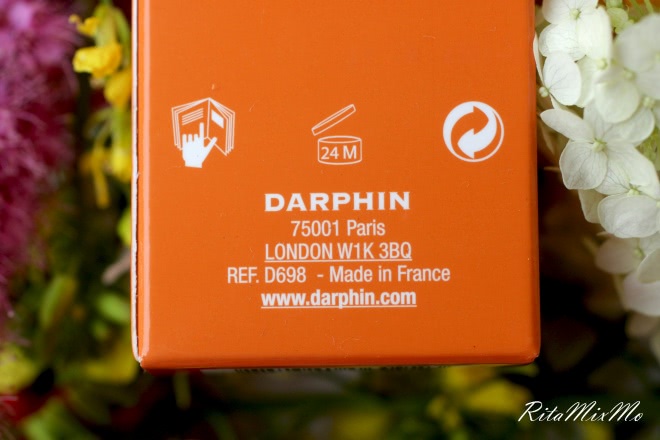 24 M
DARPHIN
75001 Paris
LONDON W1K 3BQ
REF. D698 - Made in France
www.darphin.com
RitaMixMo